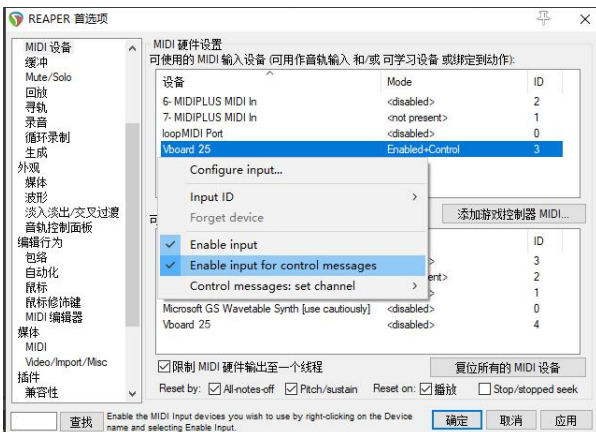 REAPER 首选项
MIDI 设备
缓冲
Mute/Solo
回放
寻轨
录音
循环录制
生成
外观
媒体
波形
淡入淡出/交叉过渡
音轨控制面板
编辑行为
包络
自动化
鼠标
鼠标修饰键
MIDI 编辑器
媒体
MIDI
Video/Import/Misc
插件
兼容性
MIDI 硬件设置
可使用的 MIDI 输入设备 (可用作音轨输入 和/或 可学习设备 或绑定到动作):
设备 Mode ID
6- MIDIPLUS MIDI In <disabled> 2
7- MIDIPLUS MIDI In <not present> 1
loopMIDI Port <disabled> 0
Vboard 25 Enabled+Control 3
Configure input...
Input ID
Forget device
Enable input
Enable input for control messages
Control messages: set channel
添加游戏控制器 MIDI...
ID
3
2
1
Microsoft GS Wavetable Synth [use cautiously] <disabled> 0
Vboard 25 <disabled> 4
限制 MIDI 硬件输出至一个线程
复位所有的 MIDI 设备
Reset by: All-notes-off Pitch/sustain Reset on: 播放 Stop/stopped seek
查找
Enable the MIDI Input devices you wish to use by right-clicking on the Device
name and selecting Enable Input.
确定 取消 应用